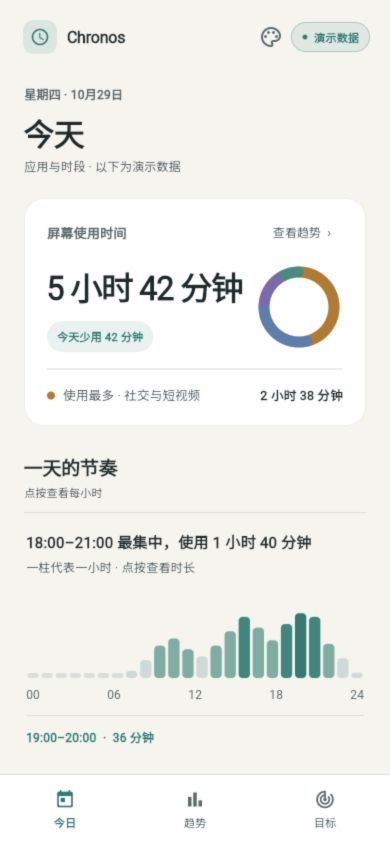 Chronos
演示数据
星期四 · 10月29日
今天
应用与时段 · 以下为演示数据
屏幕使用时间
查看趋势 ›
5 小时 42 分钟
今天少用 42 分钟
使用最多 · 社交与短视频
2 小时 38 分钟
一天的节奏
点按查看每小时
18:00–21:00 最集中，使用 1 小时 40 分钟
一柱代表一小时 · 点按查看时长
00 06 12 18 24
19:00–20:00 · 36 分钟
今日 趋势 目标